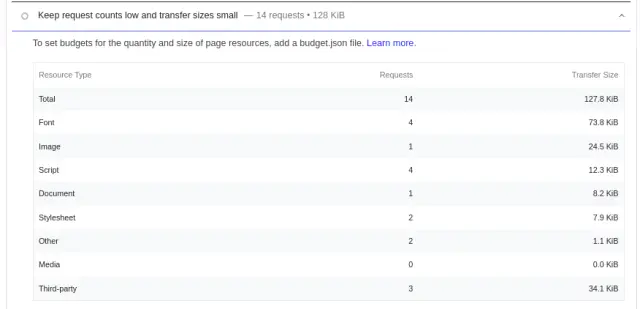 Keep request counts low and transfer sizes small — 14 requests • 128 KiB
To set budgets for the quantity and size of page resources, add a budget.json file. Learn more.
Resource Type Requests Transfer Size
Total 14 127.8 KiB
Font 4 73.8 KiB
Image 1 24.5 KiB
Script 4 12.3 KiB
Document 1 8.2 KiB
Stylesheet 2 7.9 KiB
Other 2 1.1 KiB
Media 0 0.0 KiB
Third-party 3 34.1 KiB